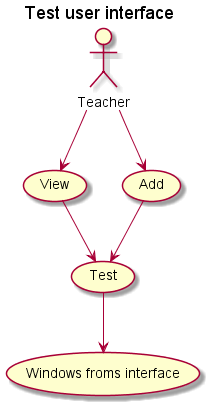 Test user interface
Teacher
View
Add
Test
Windows froms interface